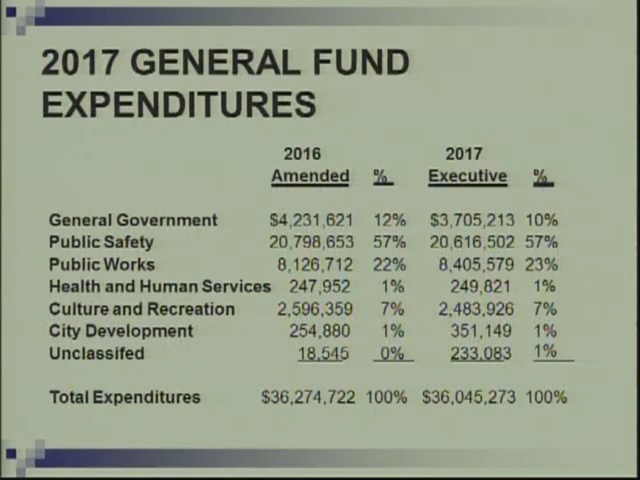 2017 GENERAL FUND
EXPENDITURES
2016 2017
Amended % Executive %
General Government $4,231,621 12% $3,705,213 10%
Public Safety 20,798,653 57% 20,616,502 57%
Public Works 8,126,712 22% 8,405,579 23%
Health and Human Services 247,952 1% 249,821 1%
Culture and Recreation 2,596,359 7% 2,483,926 7%
City Development 254,880 1% 351,149 1%
Unclassifed 18,545 0% 233,083 1%
Total Expenditures $36,274,722 100% $36,045,273 100%